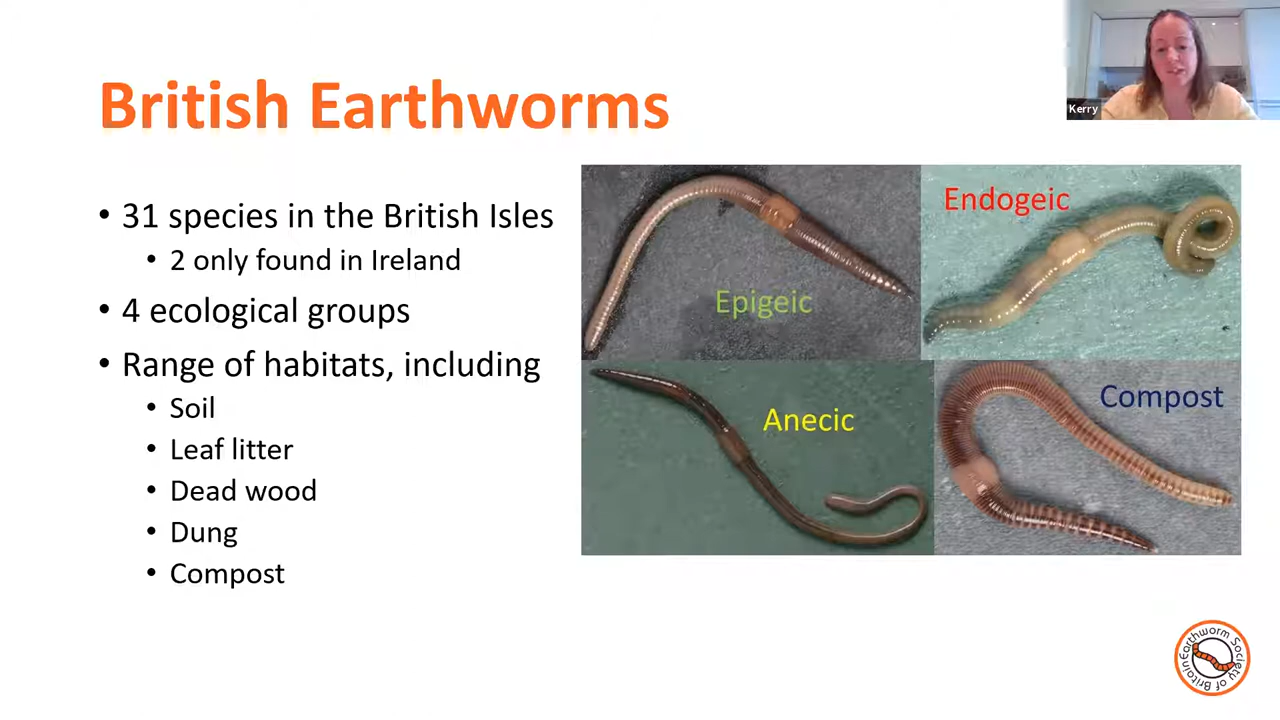 British Earthworms
Kerry
• 31 species in the British Isles
• 2 only found in Ireland
• 4 ecological groups
• Range of habitats, including
• Soil
• Leaf litter
• Dead wood
• Dung
• Compost
Epigeic
Endogeic
Anecic
Compost
Earthworm Society of Britain